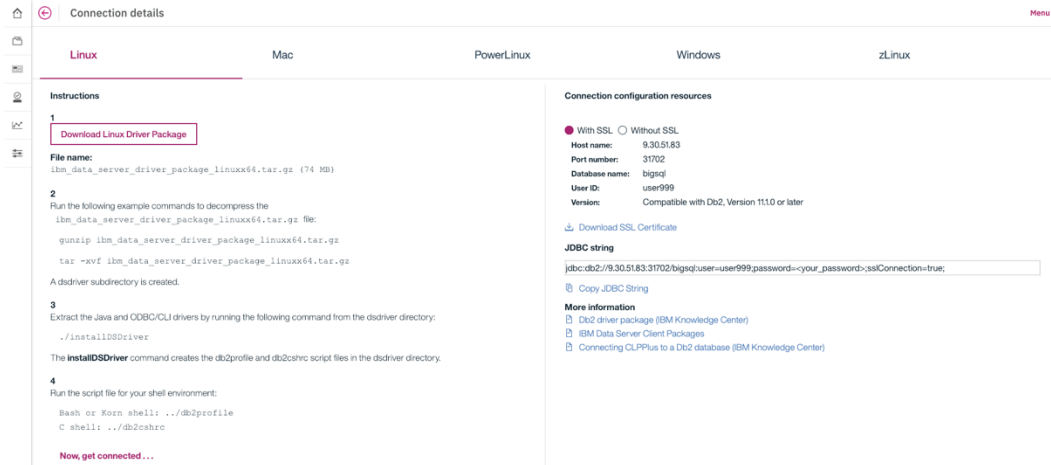 Connection details
Menu
Linux
Mac
PowerLinux
Windows
zLinux
Instructions
1
Download Linux Driver Package
File name:
ibm_data_server_driver_package_linuxx64.tar.gz (74 MB)
2
Run the following example commands to decompress the
ibm_data_server_driver_package_linuxx64.tar.gz file:
gunzip ibm_data_server_driver_package_linuxx64.tar.gz
tar -xvf ibm_data_server_driver_package_linuxx64.tar.gz
A dsdriver subdirectory is created.
3
Extract the Java and ODBC/CLI drivers by running the following command from the dsdriver directory:
./installDSDriver
The installDSDriver command creates the db2profile and db2cshrc script files in the dsdriver directory.
4
Run the script file for your shell environment:
Bash or Korn shell: ../db2profile
C shell: ../db2cshrc
Now, get connected . . .
Connection configuration resources
With SSL Without SSL
Host name: 9.30.51.83
Port number: 31702
Database name: bigsql
User ID: user999
Version: Compatible with Db2, Version 11.1.0 or later
Download SSL Certificate
JDBC string
jdbc:db2://9.30.51.83:31702/bigsql:user=user999;password=<your_password>;sslConnection=true;
Copy JDBC String
More information
Db2 driver package (IBM Knowledge Center)
IBM Data Server Client Packages
Connecting CLPPlus to a Db2 database (IBM Knowledge Center)